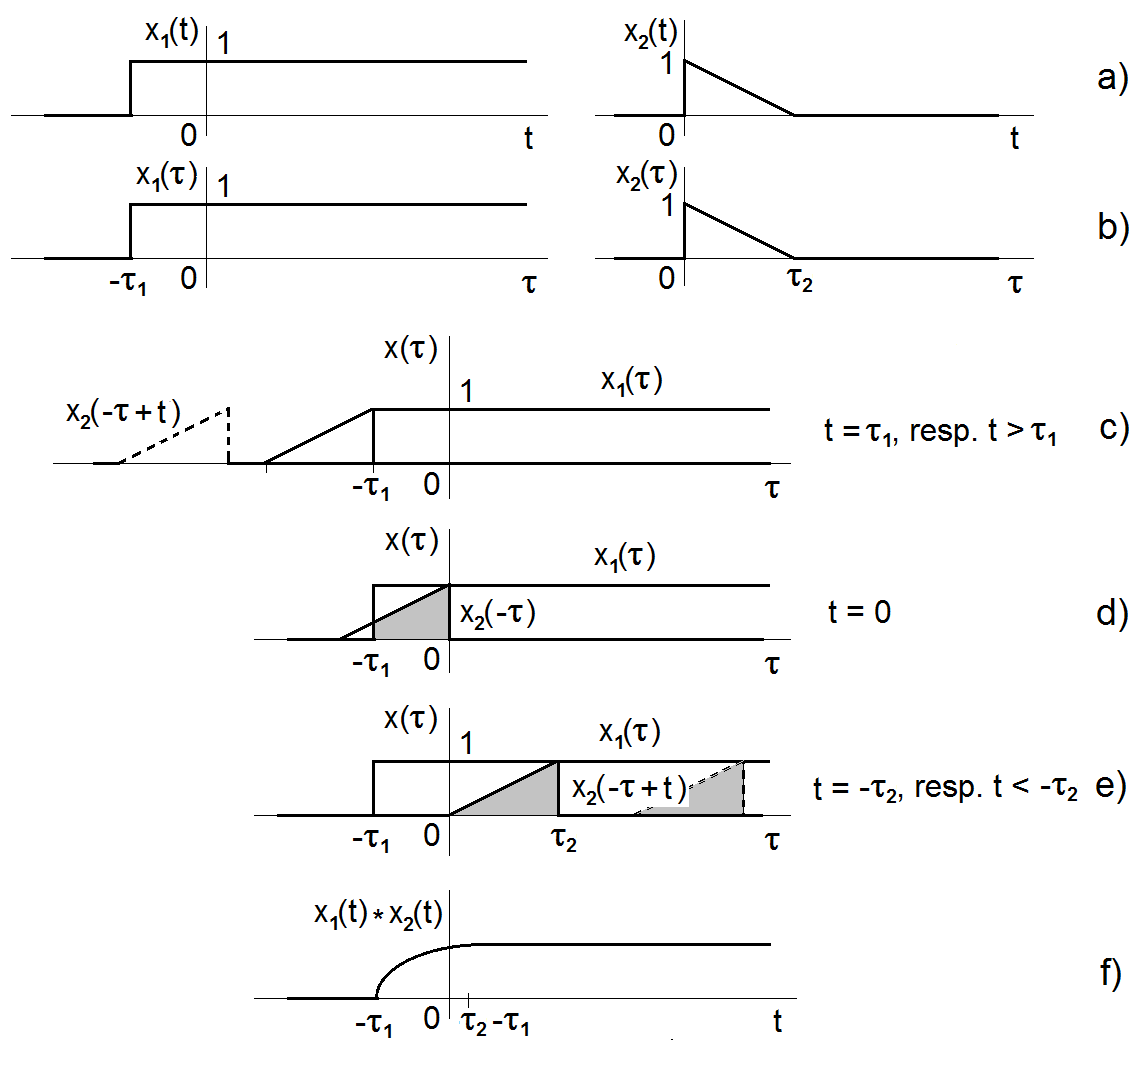 x₁(t) 1 x₂(t) 1 a)
0 t 0 t
x₁(τ) 1 x₂(τ) 1 b)
-τ₁ 0 τ 0 τ₂ τ
x(τ)
x₂(-τ+t) 1 x₁(τ)
t = τ₁, resp. t > τ₁ c)
-τ₁ 0 τ
x(τ) x₁(τ)
x₂(-τ) t = 0 d)
-τ₁ 0 τ
x(τ) 1 x₁(τ)
x₂(-τ+t) t = -τ₂, resp. t < -τ₂ e)
-τ₁ 0 τ₂ τ
x₁(t) * x₂(t)
f)
-τ₁ 0 τ₂-τ₁ t